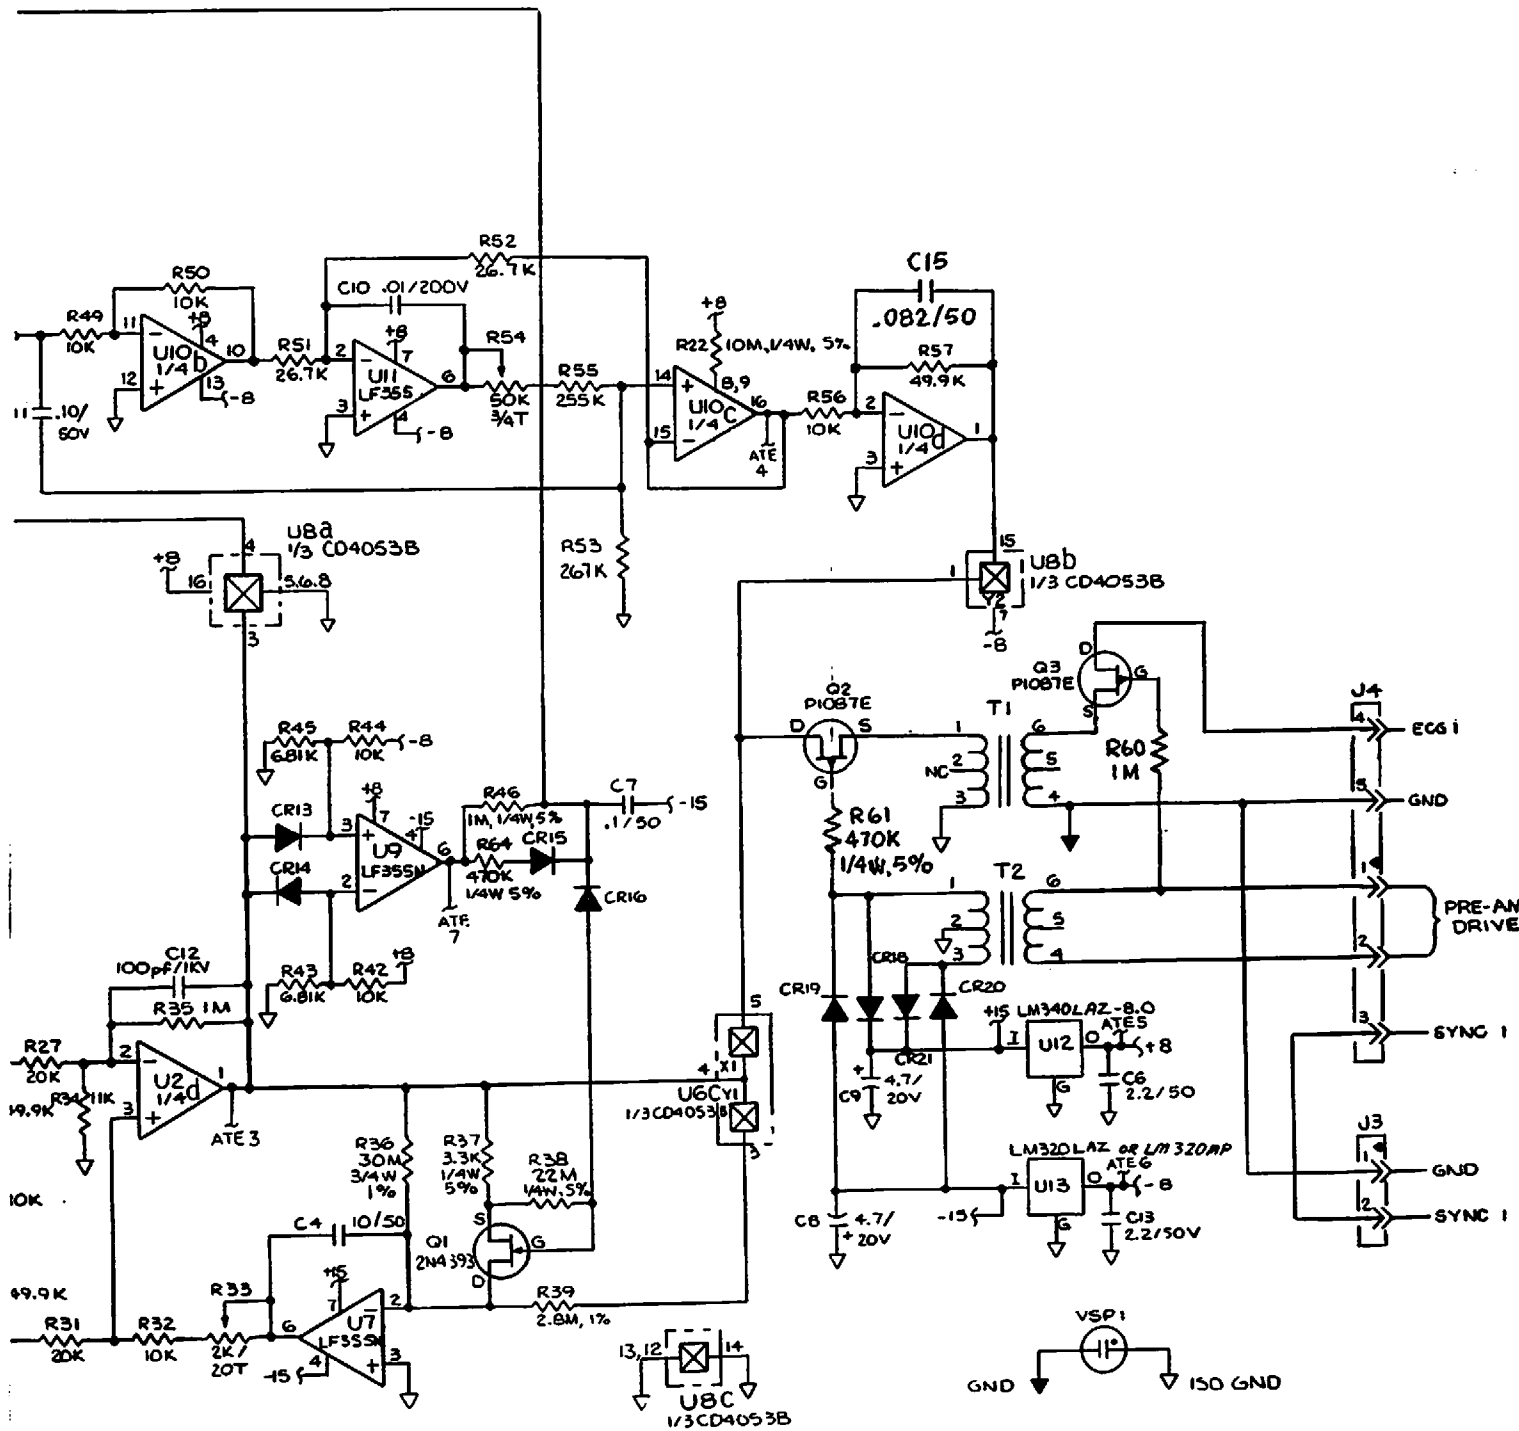 R52
26.7K
R50
10K
C10 .01/200V
C15
.082/50
R49
10K
11
+8
4
U10b
1/4
10
12
13
-8
R51
26.7K
2
+8
7
U11
LF355
6
3
4
-8
R54
50K
3/4T
R55
255K
+8
R22 10M, 1/4W, 5%
14
8,9
U10C
1/4
16
15
ATE
4
R57
49.9K
R56
10K
2
U10d
1/4
1
3
11
.10/
50V
R53
267K
U8a
1/3 CD4053B
4
+8
16
5.6.8
3
15
1
U8b
1/3 CD4053B
Y2
7
-8
Q2
P1087E
D
S
G
Q3
P1087E
D
G
S
T1
1
NC 2
3
6
5
4
R60
1M
J4
4
ECG 1
5
GND
1
2
PRE-AM
DRIVE
3
SYNC 1
R45
6.81K
R44
10K
-8
CR13
CR14
+8
7
-15
4
3
U9
LF355N
6
2
ATE
7
R46
1M, 1/4W, 5%
R64
470K
1/4W 5%
CR15
C7
.1/50
-15
CR16
R61
470K
1/4W, 5%
T2
1
2
3
6
5
4
CR18
CR19
CR20
CR21
R43
6.81K
R42
10K
+8
C12
100pf/1KV
R35 1M
R27
20K
2
U2d
1/4
1
3
R34 11K
49.9K
ATE3
5
4
X1
U6C Y1
1/3 CD4053B
3
+15
LM340LAZ-8.0
ATE5
I
U12
O
+8
G
C9
+
4.7/
20V
C6
2.2/50
R36
30M
3/4W
1%
R37
3.3K
1/4W
5%
R38
22M
1/4W, 5%
LM320LAZ OR LM320MP
ATE6
I
U13
O
-8
G
-15
C8
4.7/
+ 20V
C13
2.2/50V
J3
1
GND
2
SYNC 1
10K
C4
10/50
S
Q1
2N4393
G
D
R39
2.8M, 1%
49.9K
R31
20K
R32
10K
R33
2K/
20T
+15
7
2
U7
LF355N
6
4
-15
3
13,12
14
U8C
1/3CD4053B
VSP1
GND
ISO GND